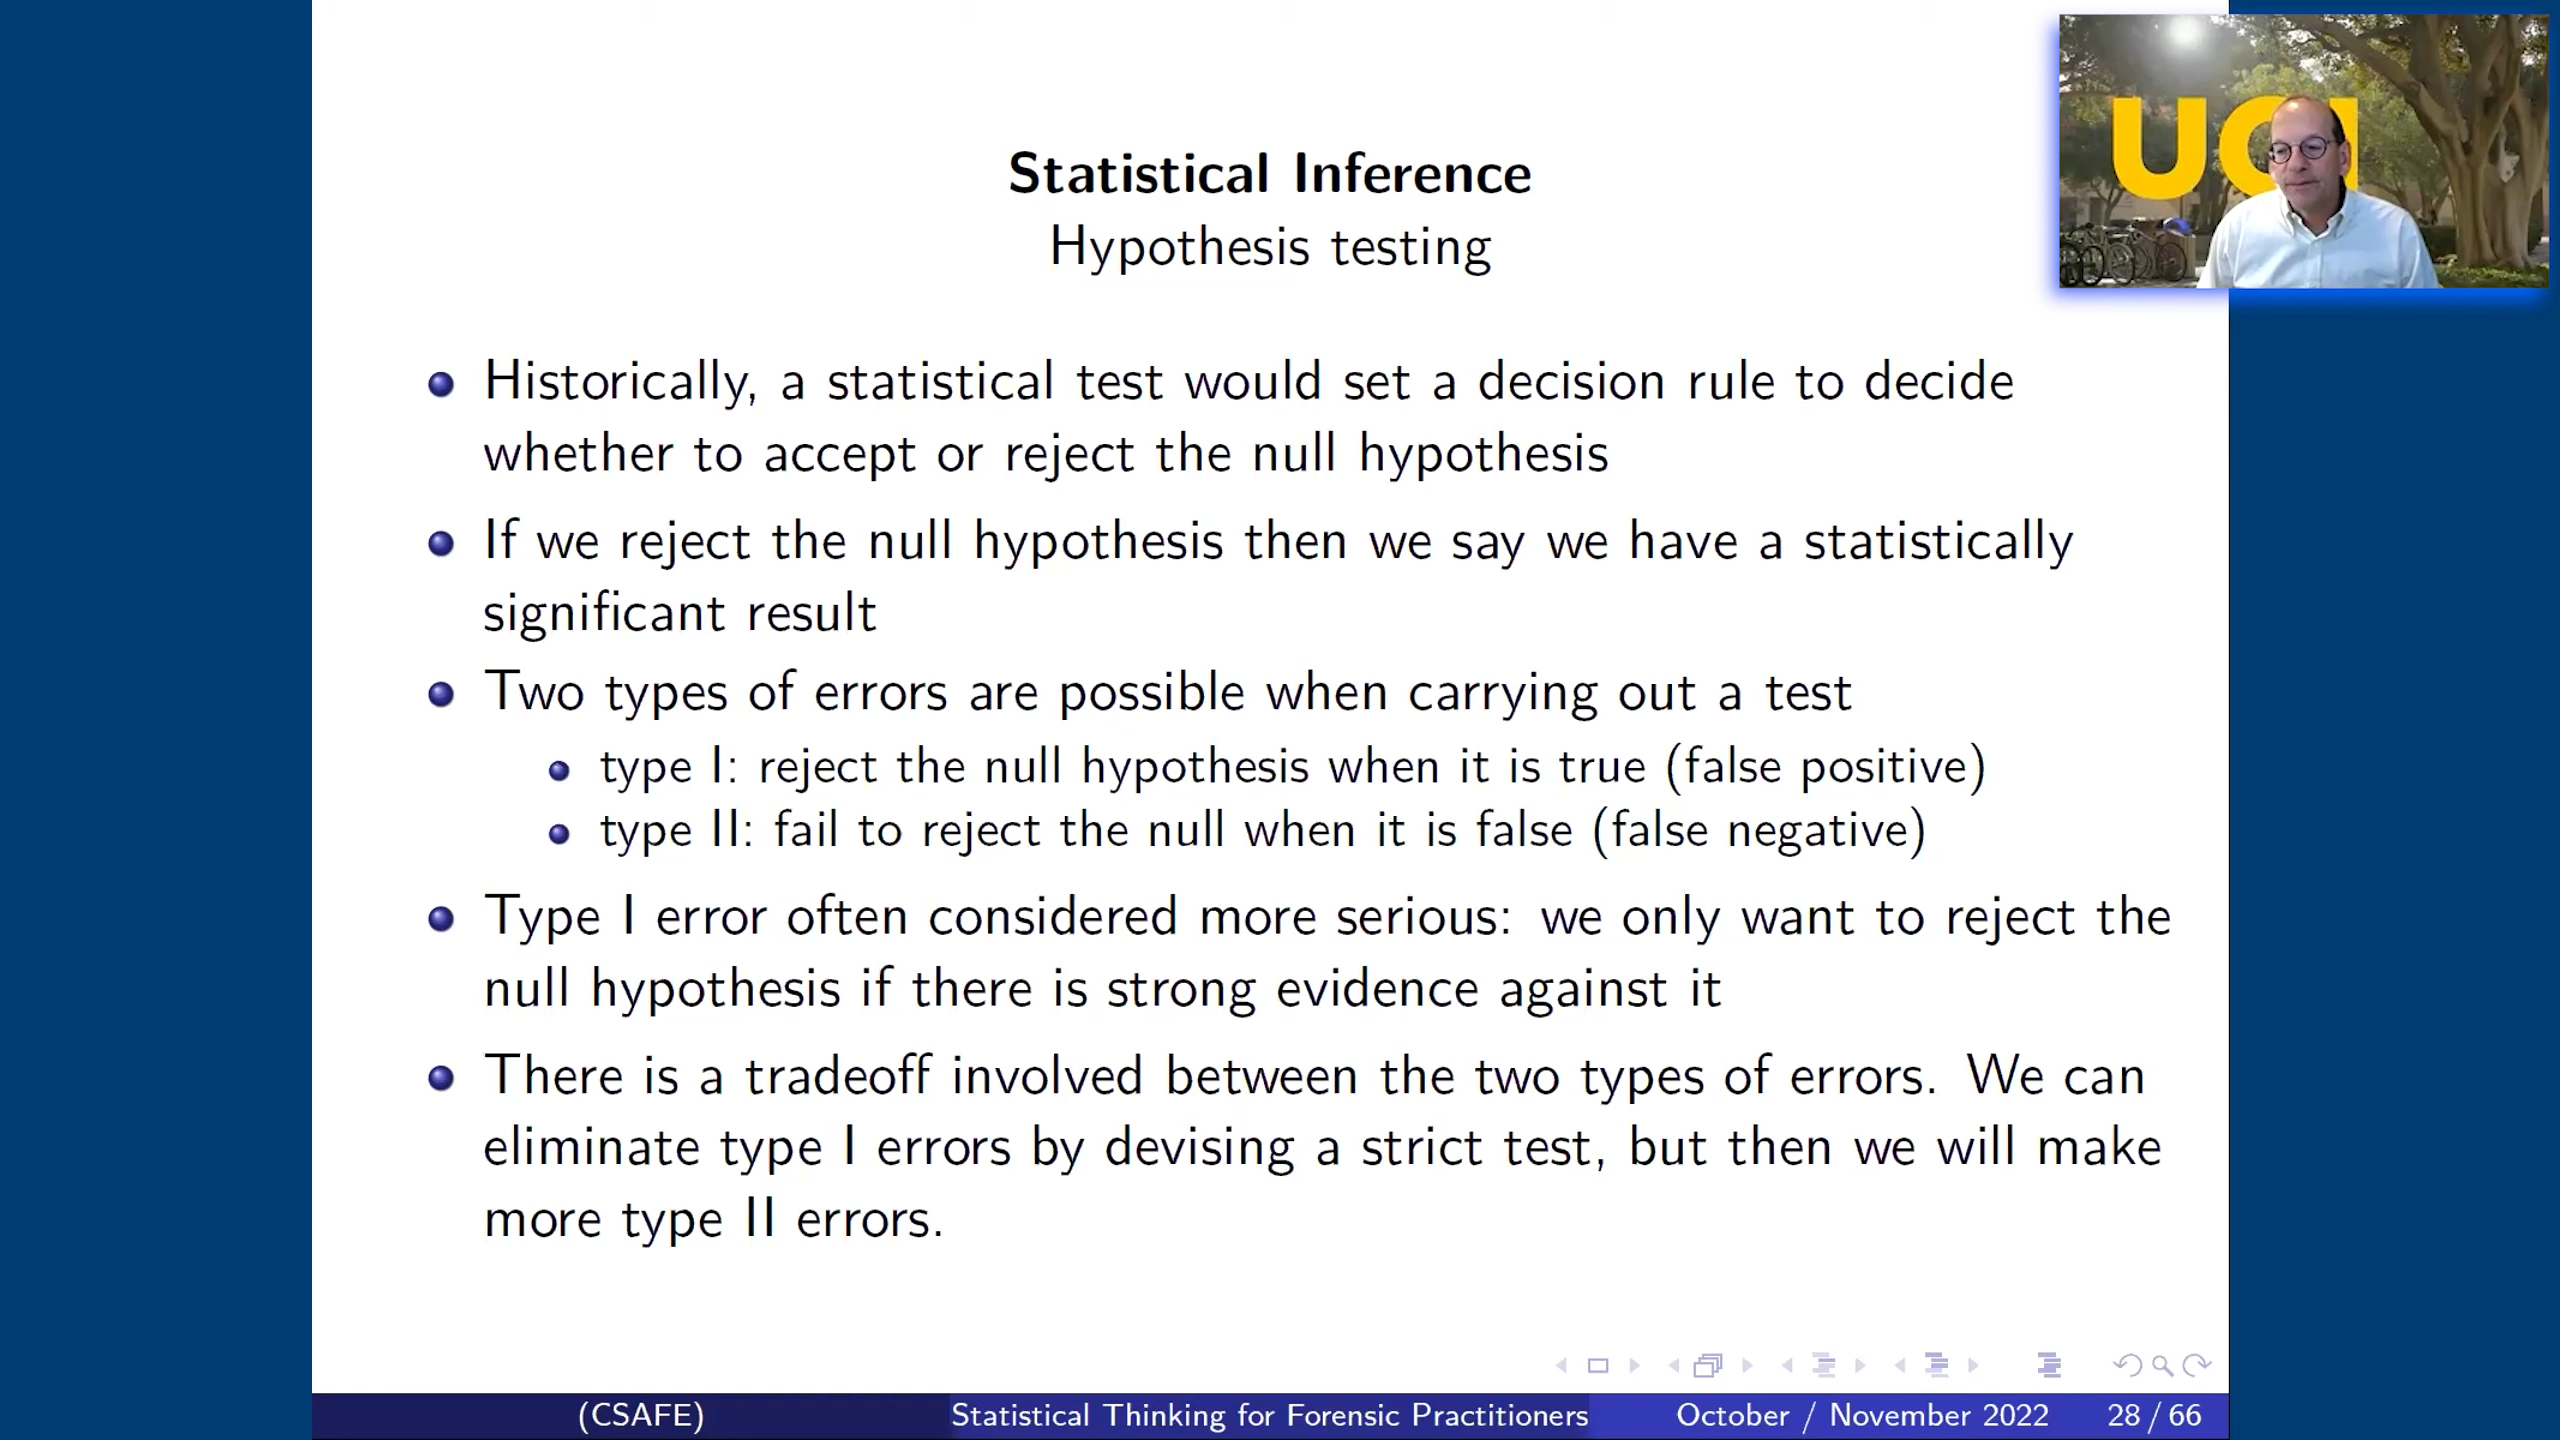 Statistical Inference
Hypothesis testing
UCI
Historically, a statistical test would set a decision rule to decide
whether to accept or reject the null hypothesis
If we reject the null hypothesis then we say we have a statistically
significant result
Two types of errors are possible when carrying out a test
type I: reject the null hypothesis when it is true (false positive)
type II: fail to reject the null when it is false (false negative)
Type I error often considered more serious: we only want to reject the
null hypothesis if there is strong evidence against it
There is a tradeoff involved between the two types of errors. We can
eliminate type I errors by devising a strict test, but then we will make
more type II errors.
(CSAFE) Statistical Thinking for Forensic Practitioners October / November 2022 28 / 66